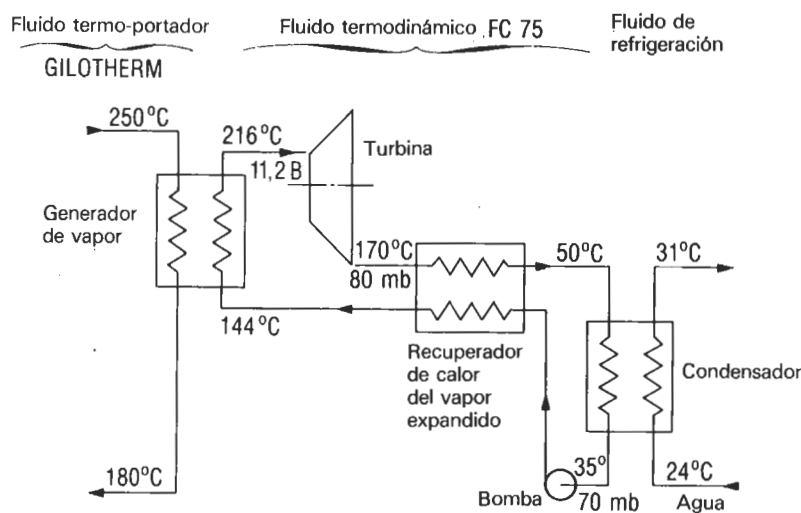 Fluido termo-portador
GILOTHERM
Fluido termodinámico FC 75
Fluido de
refrigeración
250°C
216°C
11,2 B
Turbina
Generador
de vapor
170°C
80 mb
50°C
31°C
144°C
Recuperador
de calor
del vapor
expandido
Condensador
180°C
Bomba
35°
70 mb
24°C
Agua